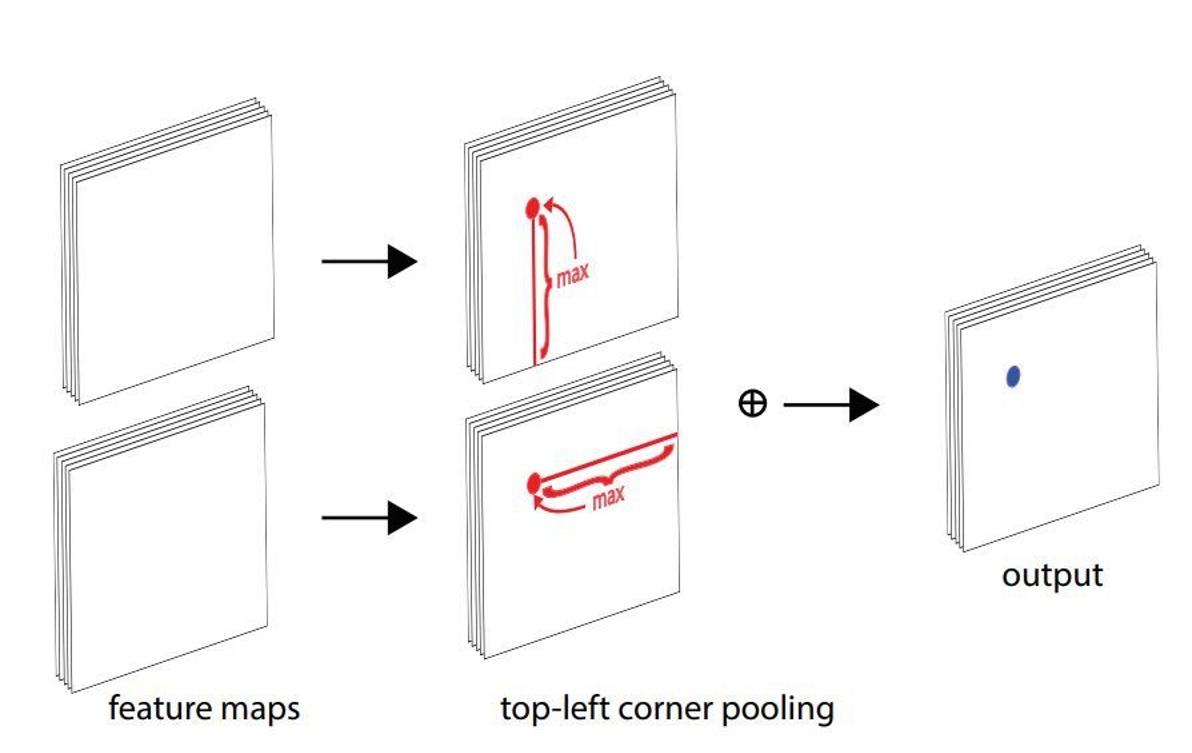 max
max
output
feature maps
top-left corner pooling